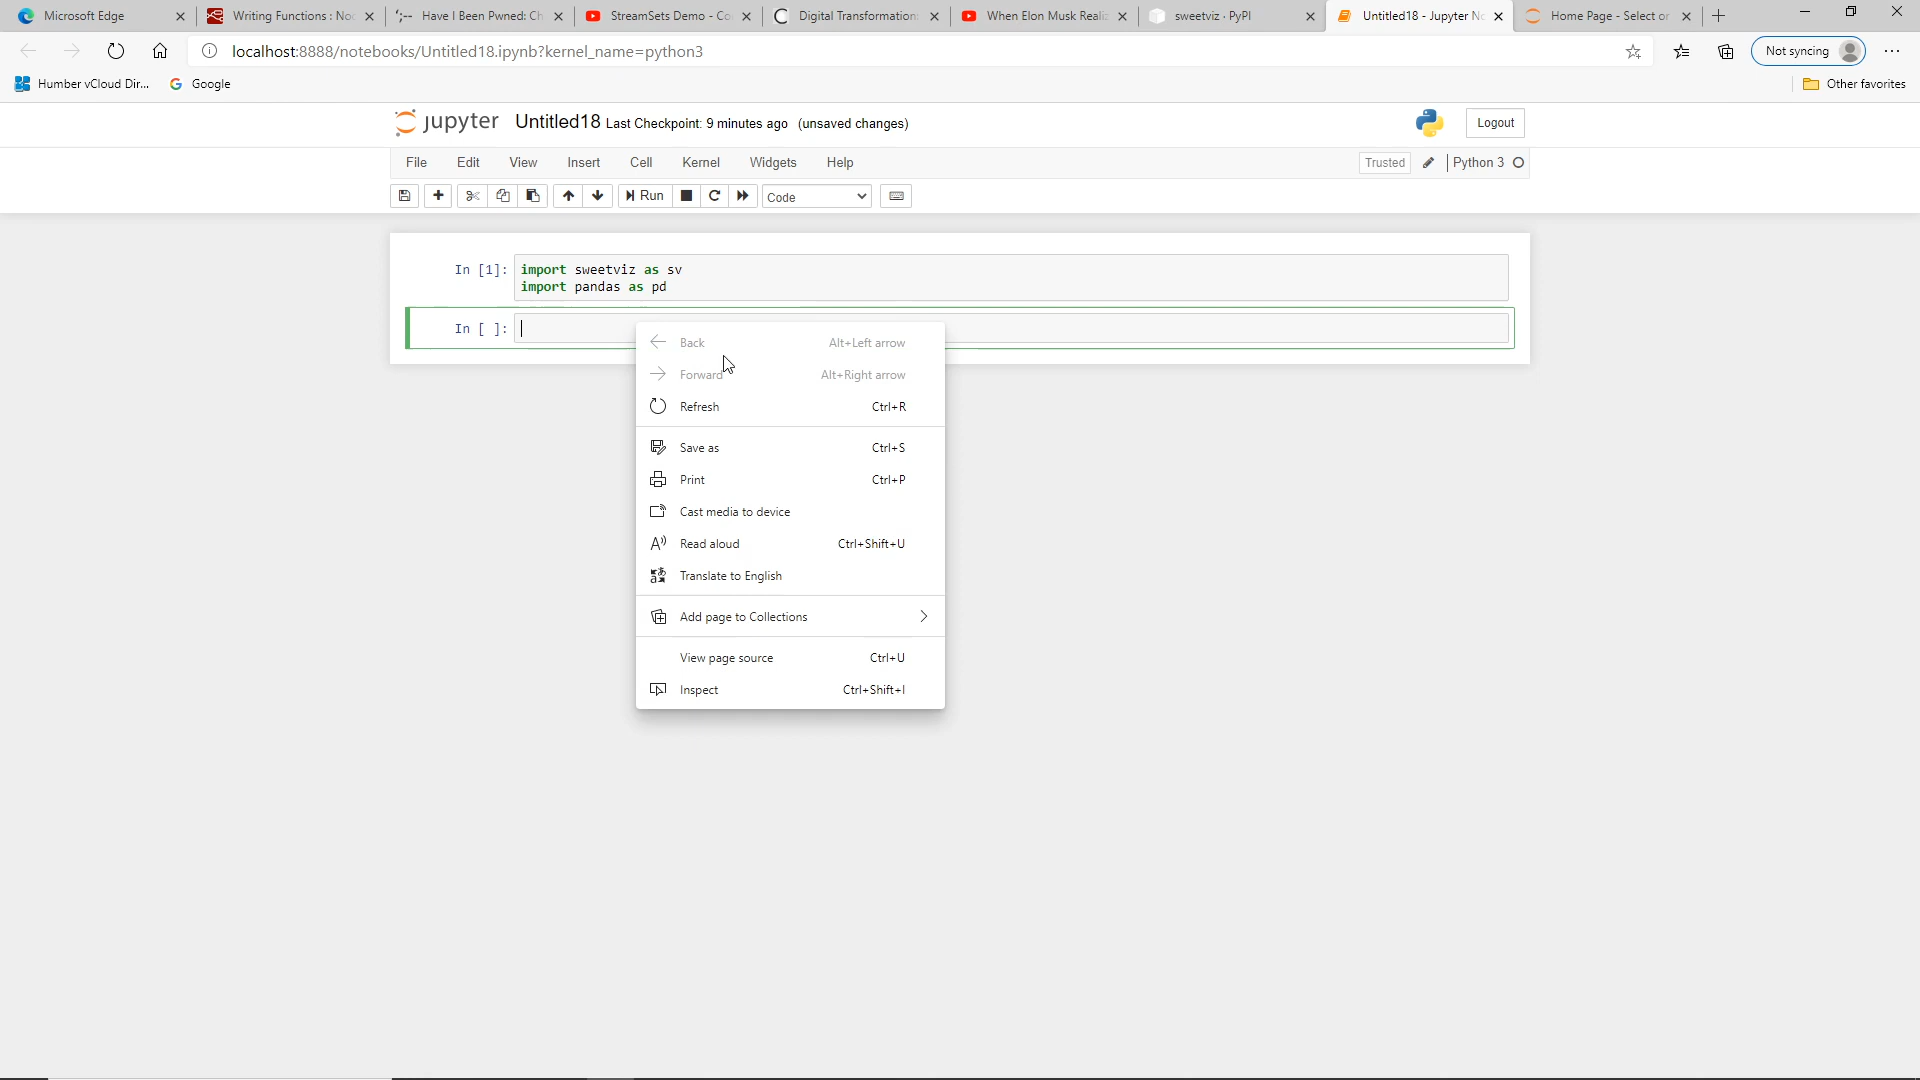 Microsoft Edge
Writing Functions : No
Have I Been Pwned: Ch
StreamSets Demo - Co
Digital Transformation
When Elon Musk Realiz
sweetviz · PyPI
Untitled18 - Jupyter No
Home Page - Select or
localhost:8888/notebooks/Untitled18.ipynb?kernel_name=python3
Not syncing
Humber vCloud Dir...
Google
Other favorites
jupyter
Untitled18 Last Checkpoint: 9 minutes ago (unsaved changes)
Logout
File Edit View Insert Cell Kernel Widgets Help
Trusted
Python 3
Run
Code
In [1]:
import sweetviz as sv
import pandas as pd
In [ ]:
Back Alt+Left arrow
Forward Alt+Right arrow
Refresh Ctrl+R
Save as Ctrl+S
Print Ctrl+P
Cast media to device
Read aloud Ctrl+Shift+U
Translate to English
Add page to Collections
View page source Ctrl+U
Inspect Ctrl+Shift+I